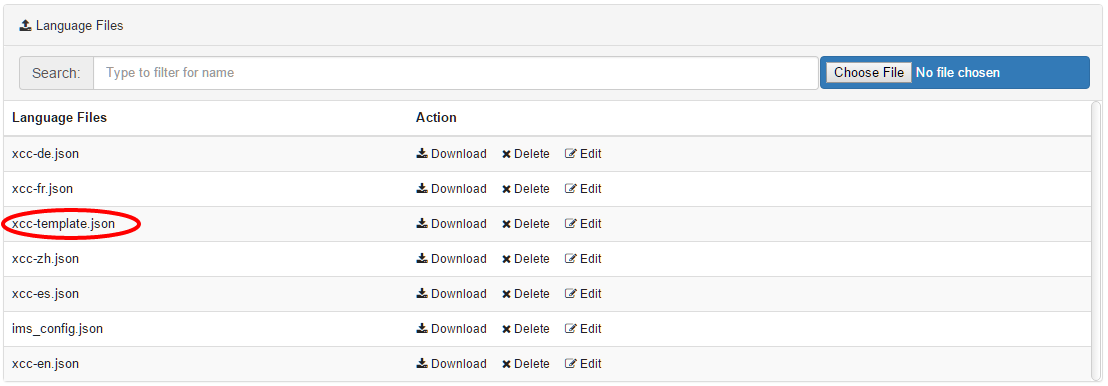 Language Files
Search: Type to filter for name Choose File No file chosen
Language Files Action
xcc-de.json Download Delete Edit
xcc-fr.json Download Delete Edit
xcc-template.json Download Delete Edit
xcc-zh.json Download Delete Edit
xcc-es.json Download Delete Edit
ims_config.json Download Delete Edit
xcc-en.json Download Delete Edit